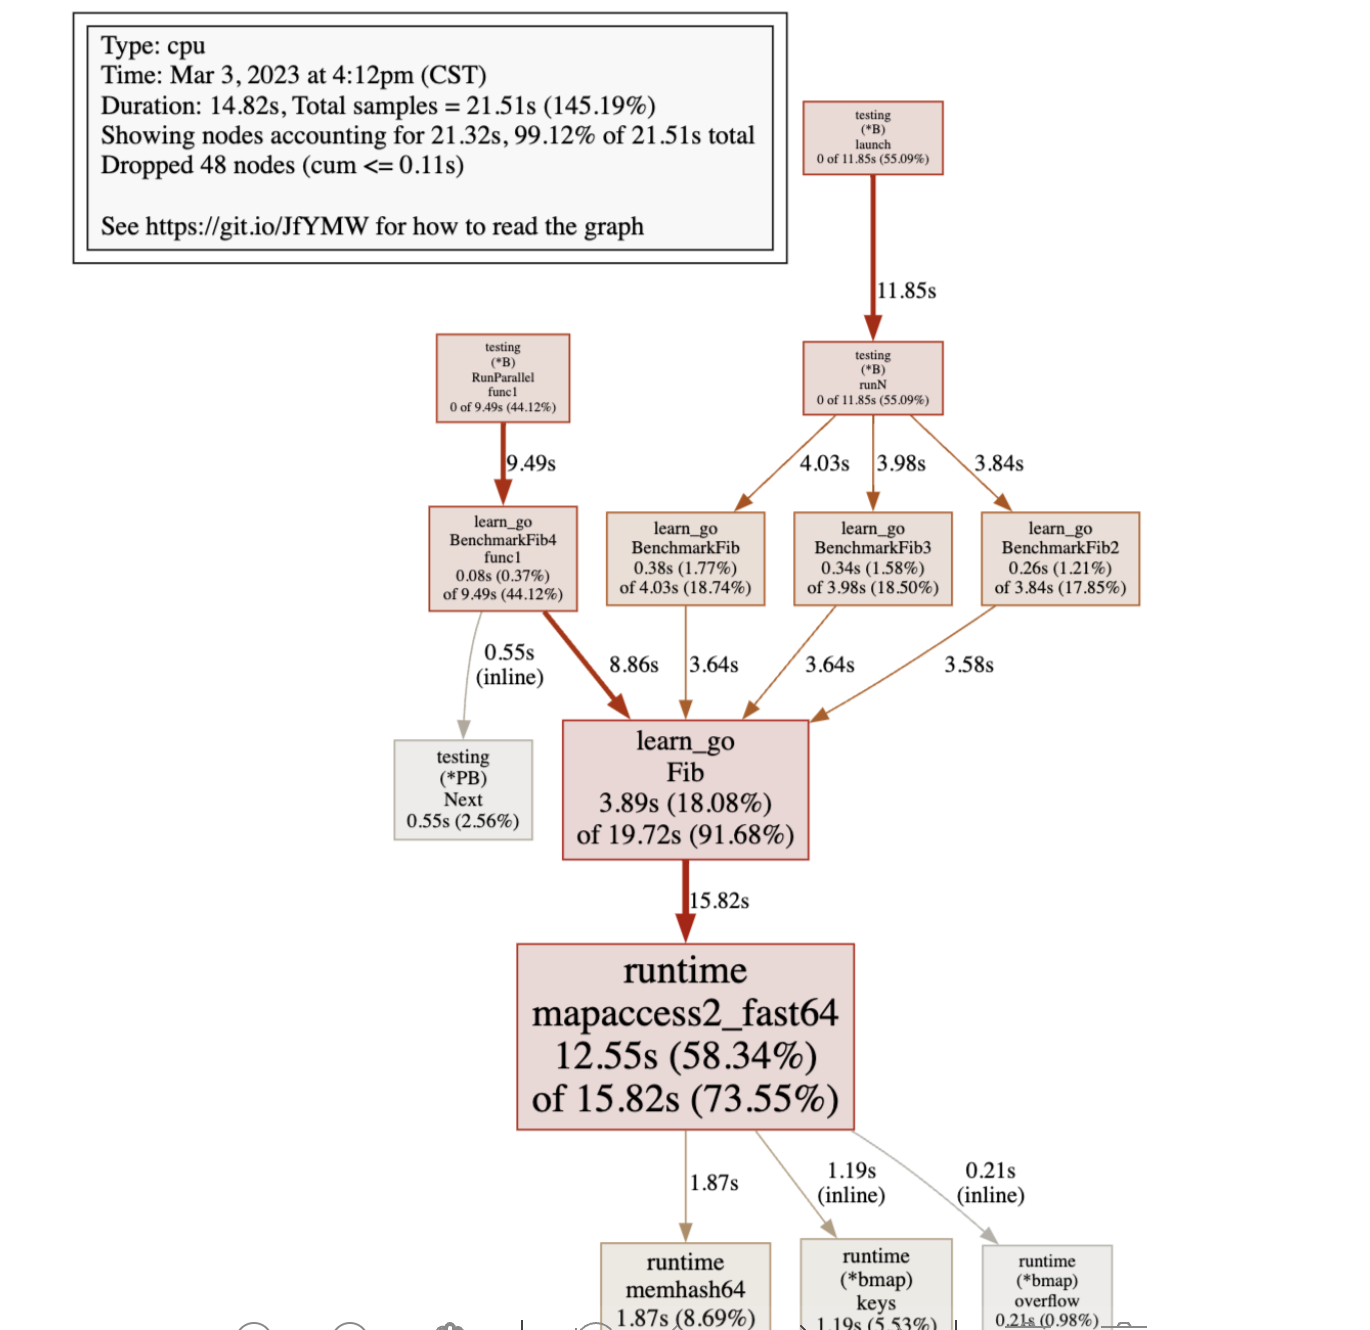 Type: cpu
Time: Mar 3, 2023 at 4:12pm (CST)
Duration: 14.82s, Total samples = 21.51s (145.19%)
Showing nodes accounting for 21.32s, 99.12% of 21.51s total
Dropped 48 nodes (cum <= 0.11s)
See https://git.io/JfYMW for how to read the graph
testing
(*B)
launch
0 of 11.85s (55.09%)
11.85s
testing
(*B)
RunParallel
func1
0 of 9.49s (44.12%)
testing
(*B)
runN
0 of 11.85s (55.09%)
9.49s
4.03s
3.98s
3.84s
learn_go
BenchmarkFib4
func1
0.08s (0.37%)
of 9.49s (44.12%)
learn_go
BenchmarkFib
0.38s (1.77%)
of 4.03s (18.74%)
learn_go
BenchmarkFib3
0.34s (1.58%)
of 3.98s (18.50%)
learn_go
BenchmarkFib2
0.26s (1.21%)
of 3.84s (17.85%)
0.55s
(inline)
8.86s
3.64s
3.64s
3.58s
testing
(*PB)
Next
0.55s (2.56%)
learn_go
Fib
3.89s (18.08%)
of 19.72s (91.68%)
15.82s
runtime
mapaccess2_fast64
12.55s (58.34%)
of 15.82s (73.55%)
1.87s
1.19s
(inline)
0.21s
(inline)
runtime
memhash64
1.87s (8.69%)
runtime
(*bmap)
keys
1.19s (5.53%)
runtime
(*bmap)
overflow
0.21s (0.98%)